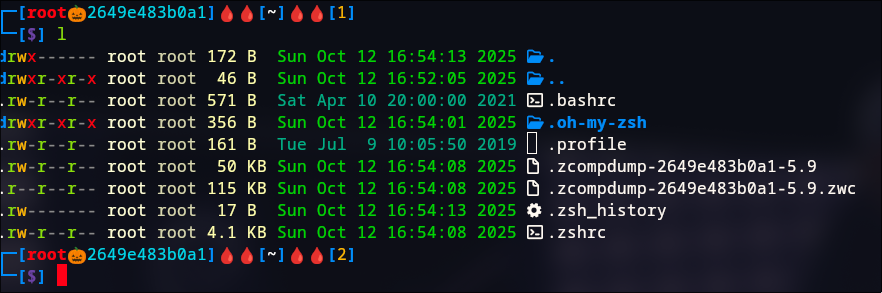 ┌─[root🎃2649e483b0a1]🩸🩸[~]🩸🩸[1]
└─[$] l
drwx------ root root 172 B  Sun Oct 12 16:54:13 2025 .
drwxr-xr-x root root  46 B  Sun Oct 12 16:52:05 2025 ..
.rw-r--r-- root root 571 B  Sat Apr 10 20:00:00 2021 .bashrc
drwxr-xr-x root root 356 B  Sun Oct 12 16:54:01 2025 .oh-my-zsh
.rw-r--r-- root root 161 B  Tue Jul  9 10:05:50 2019 .profile
.rw-r--r-- root root  50 KB Sun Oct 12 16:54:08 2025 .zcompdump-2649e483b0a1-5.9
.r--r--r-- root root 115 KB Sun Oct 12 16:54:08 2025 .zcompdump-2649e483b0a1-5.9.zwc
.rw------- root root  17 B  Sun Oct 12 16:54:13 2025 .zsh_history
.rw-r--r-- root root 4.1 KB Sun Oct 12 16:54:08 2025 .zshrc
┌─[root🎃2649e483b0a1]🩸🩸[~]🩸🩸[2]
└─[$]